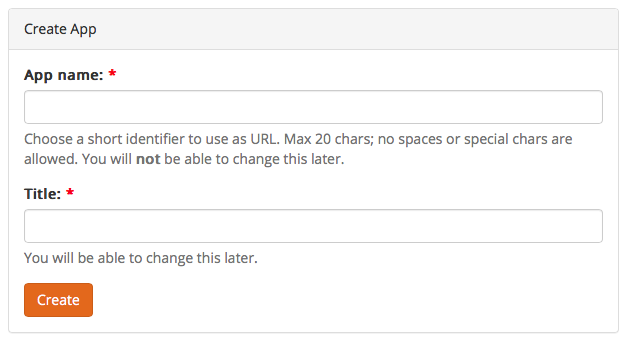 Create App
App name: *
Choose a short identifier to use as URL. Max 20 chars; no spaces or special chars are
allowed. You will not be able to change this later.
Title: *
You will be able to change this later.
Create